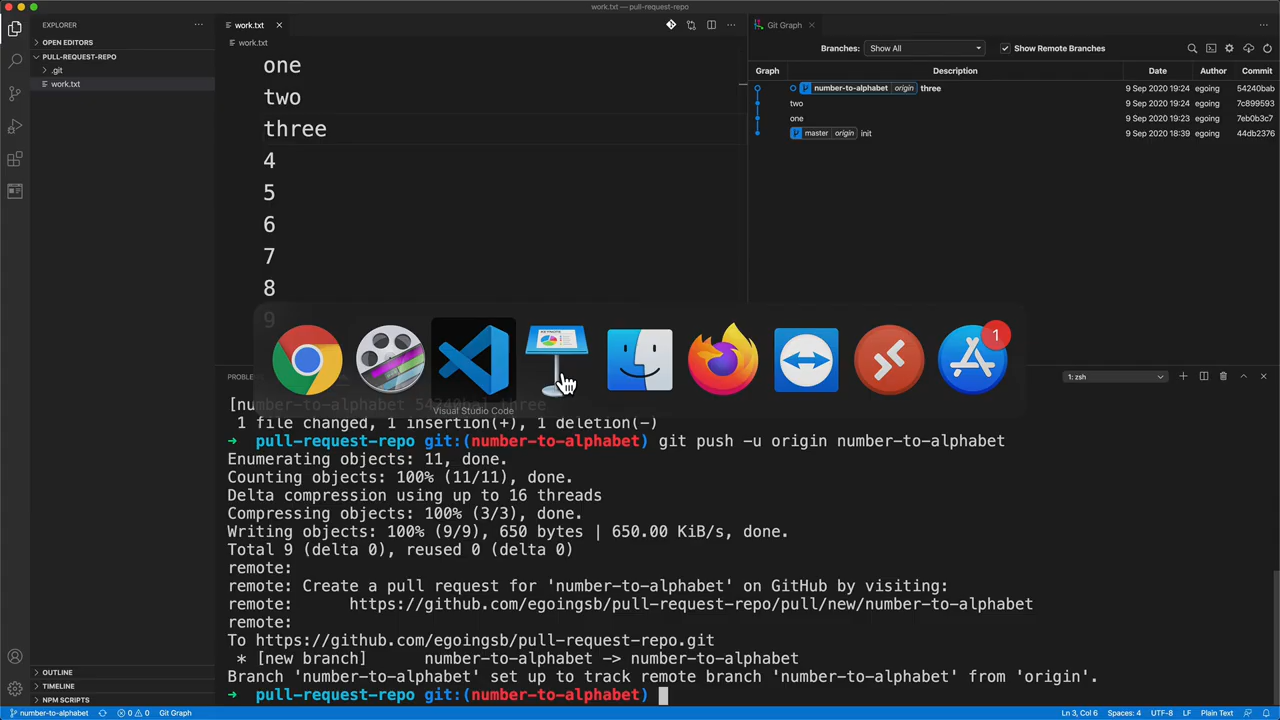 work.txt — pull-request-repo
EXPLORER
OPEN EDITORS
PULL-REQUEST-REPO
.git
work.txt
OUTLINE
TIMELINE
NPM SCRIPTS
work.txt
work.txt
one
two
three
4
5
6
7
8
9
Git Graph
Branches:
Show All
Show Remote Branches
Graph
Description
Date
Author
Commit
number-to-alphabet origin three 9 Sep 2020 19:24 egoing 54240bab
two 9 Sep 2020 19:24 egoing 7c899593
one 9 Sep 2020 19:23 egoing 7eb0b3c7
master origin init 9 Sep 2020 18:39 egoing 44db2376
1
Visual Studio Code
1: zsh
1 file changed, 1 insertion(+), 1 deletion(-)
➜ pull-request-repo git:(number-to-alphabet) git push -u origin number-to-alphabet
Enumerating objects: 11, done.
Counting objects: 100% (11/11), done.
Delta compression using up to 16 threads
Compressing objects: 100% (3/3), done.
Writing objects: 100% (9/9), 650 bytes | 650.00 KiB/s, done.
Total 9 (delta 0), reused 0 (delta 0)
remote:
remote: Create a pull request for 'number-to-alphabet' on GitHub by visiting:
remote: https://github.com/egoingsb/pull-request-repo/pull/new/number-to-alphabet
remote:
To https://github.com/egoingsb/pull-request-repo.git
* [new branch] number-to-alphabet -> number-to-alphabet
Branch 'number-to-alphabet' set up to track remote branch 'number-to-alphabet' from 'origin'.
➜ pull-request-repo git:(number-to-alphabet)
number-to-alphabet
0
0
Git Graph
Ln 3, Col 6
Spaces: 4
UTF-8
LF
Plain Text